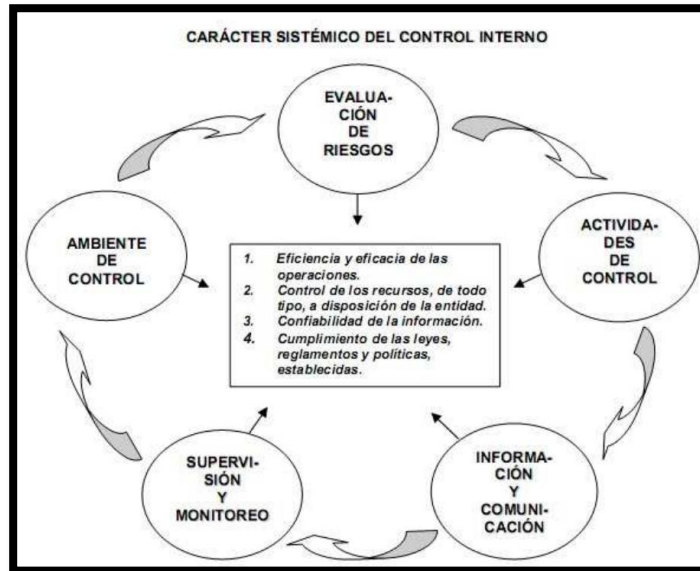 CARÁCTER SISTÉMICO DEL CONTROL INTERNO
EVALUA-
CIÓN
DE
RIESGOS
AMBIENTE
DE
CONTROL
ACTIVIDA-
DES
DE
CONTROL
1. Eficiencia y eficacia de las
operaciones.
2. Control de los recursos, de todo
tipo, a disposición de la entidad.
3. Confiabilidad de la información.
4. Cumplimiento de las leyes,
reglamentos y políticas,
establecidas.
SUPERVI-
SIÓN
Y
MONITOREO
INFORMA-
CIÓN
Y
COMUNI-
CACIÓN